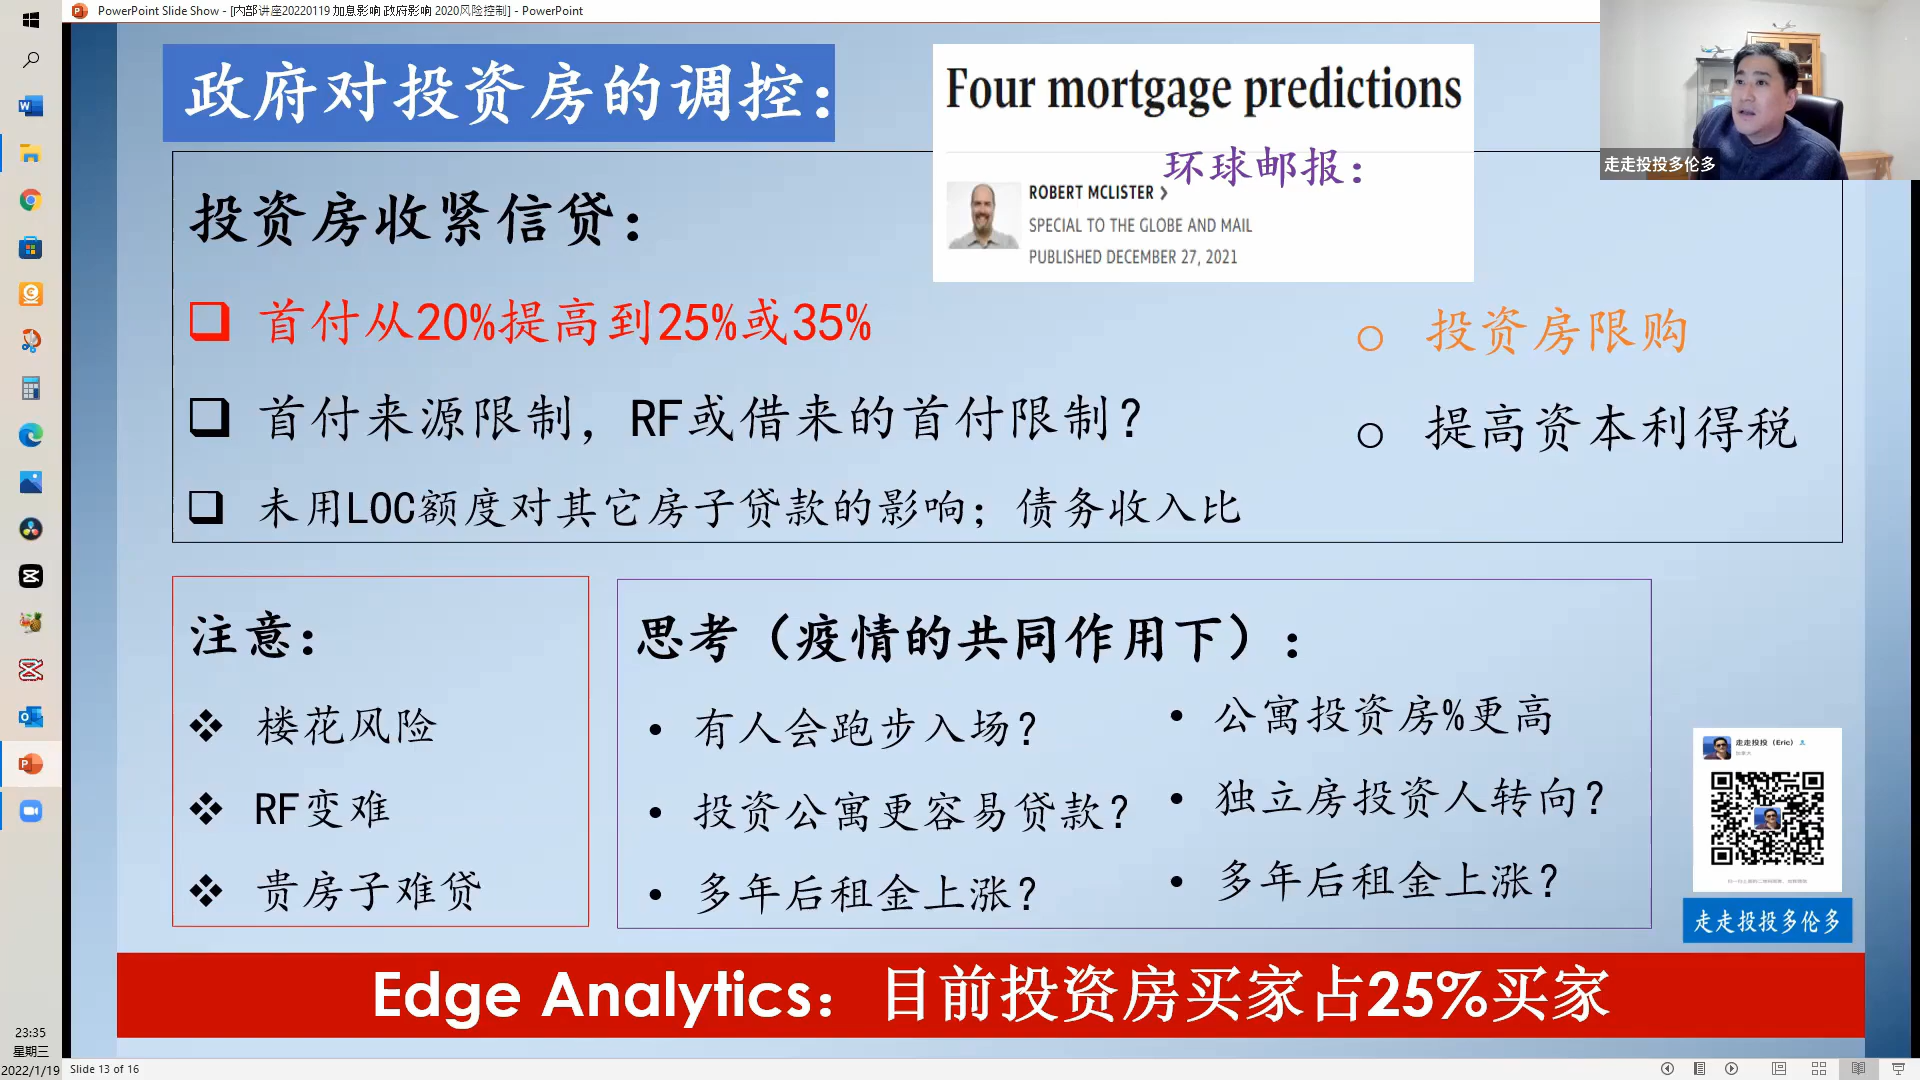 PowerPoint Slide Show - [内部讲座20220119 加息影响 政府影响 2020风险控制] - PowerPoint
政府对投资房的调控：
Four mortgage predictions
环球邮报：
ROBERT MCLISTER
SPECIAL TO THE GLOBE AND MAIL
PUBLISHED DECEMBER 27, 2021
走走投投多伦多
投资房收紧信贷：
首付从20%提高到25%或35%
首付来源限制，RF或借来的首付限制？
未用LOC额度对其它房子贷款的影响；债务收入比
投资房限购
提高资本利得税
注意：
楼花风险
RF变难
贵房子难贷
思考（疫情的共同作用下）：
有人会跑步入场？
投资公寓更容易贷款？
多年后租金上涨？
公寓投资房%更高
独立房投资人转向？
多年后租金上涨？
走走投投（Eric）
走走投投多伦多
Edge Analytics：目前投资房买家占25%买家
23:35
星期三
2022/1/19
Slide 13 of 16